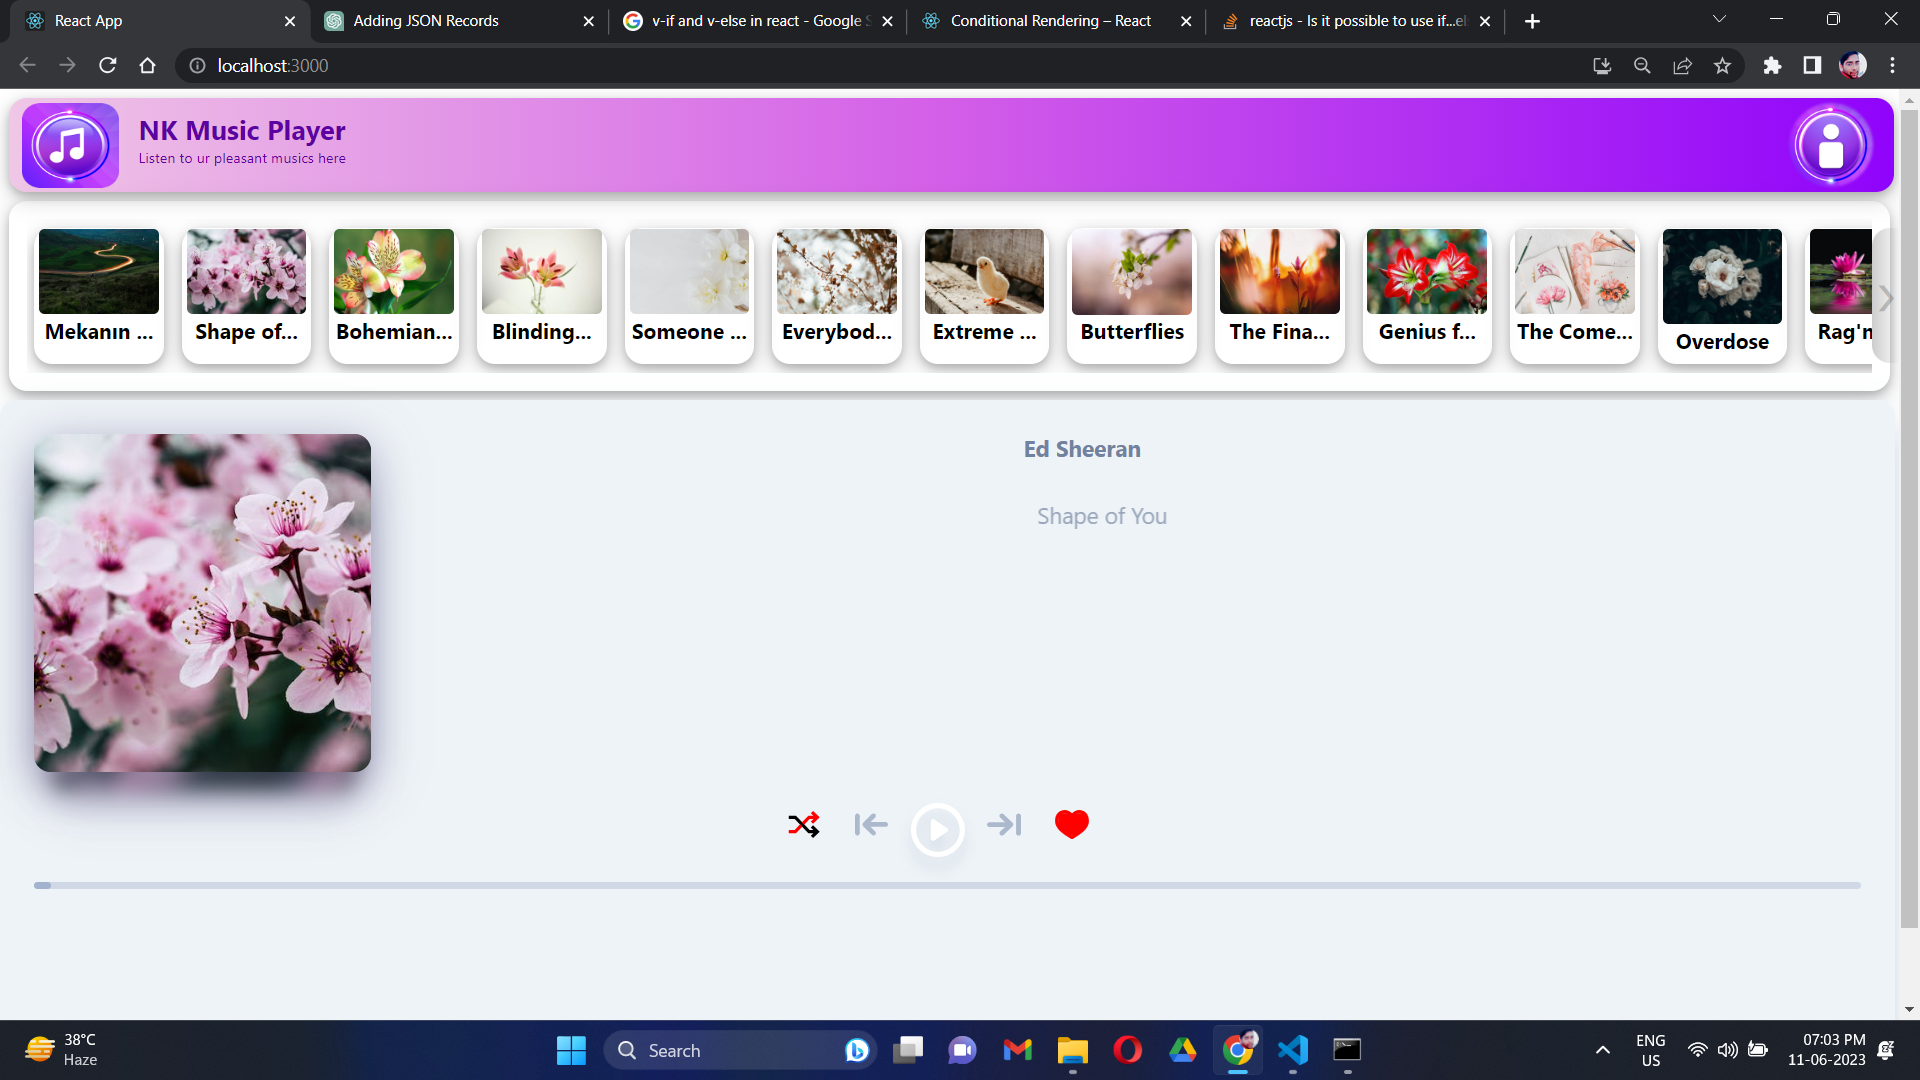 React App
Adding JSON Records
v-if and v-else in react - Google S
Conditional Rendering – React
reactjs - Is it possible to use if...el
localhost:3000
NK Music Player
Listen to ur pleasant musics here
Mekanın ...
Shape of...
Bohemian...
Blinding...
Someone ...
Everybod...
Extreme ...
Butterflies
The Fina...
Genius f...
The Come...
Overdose
Rag'n
Ed Sheeran
Shape of You
38°C
Haze
Search
ENG
US
07:03 PM
11-06-2023